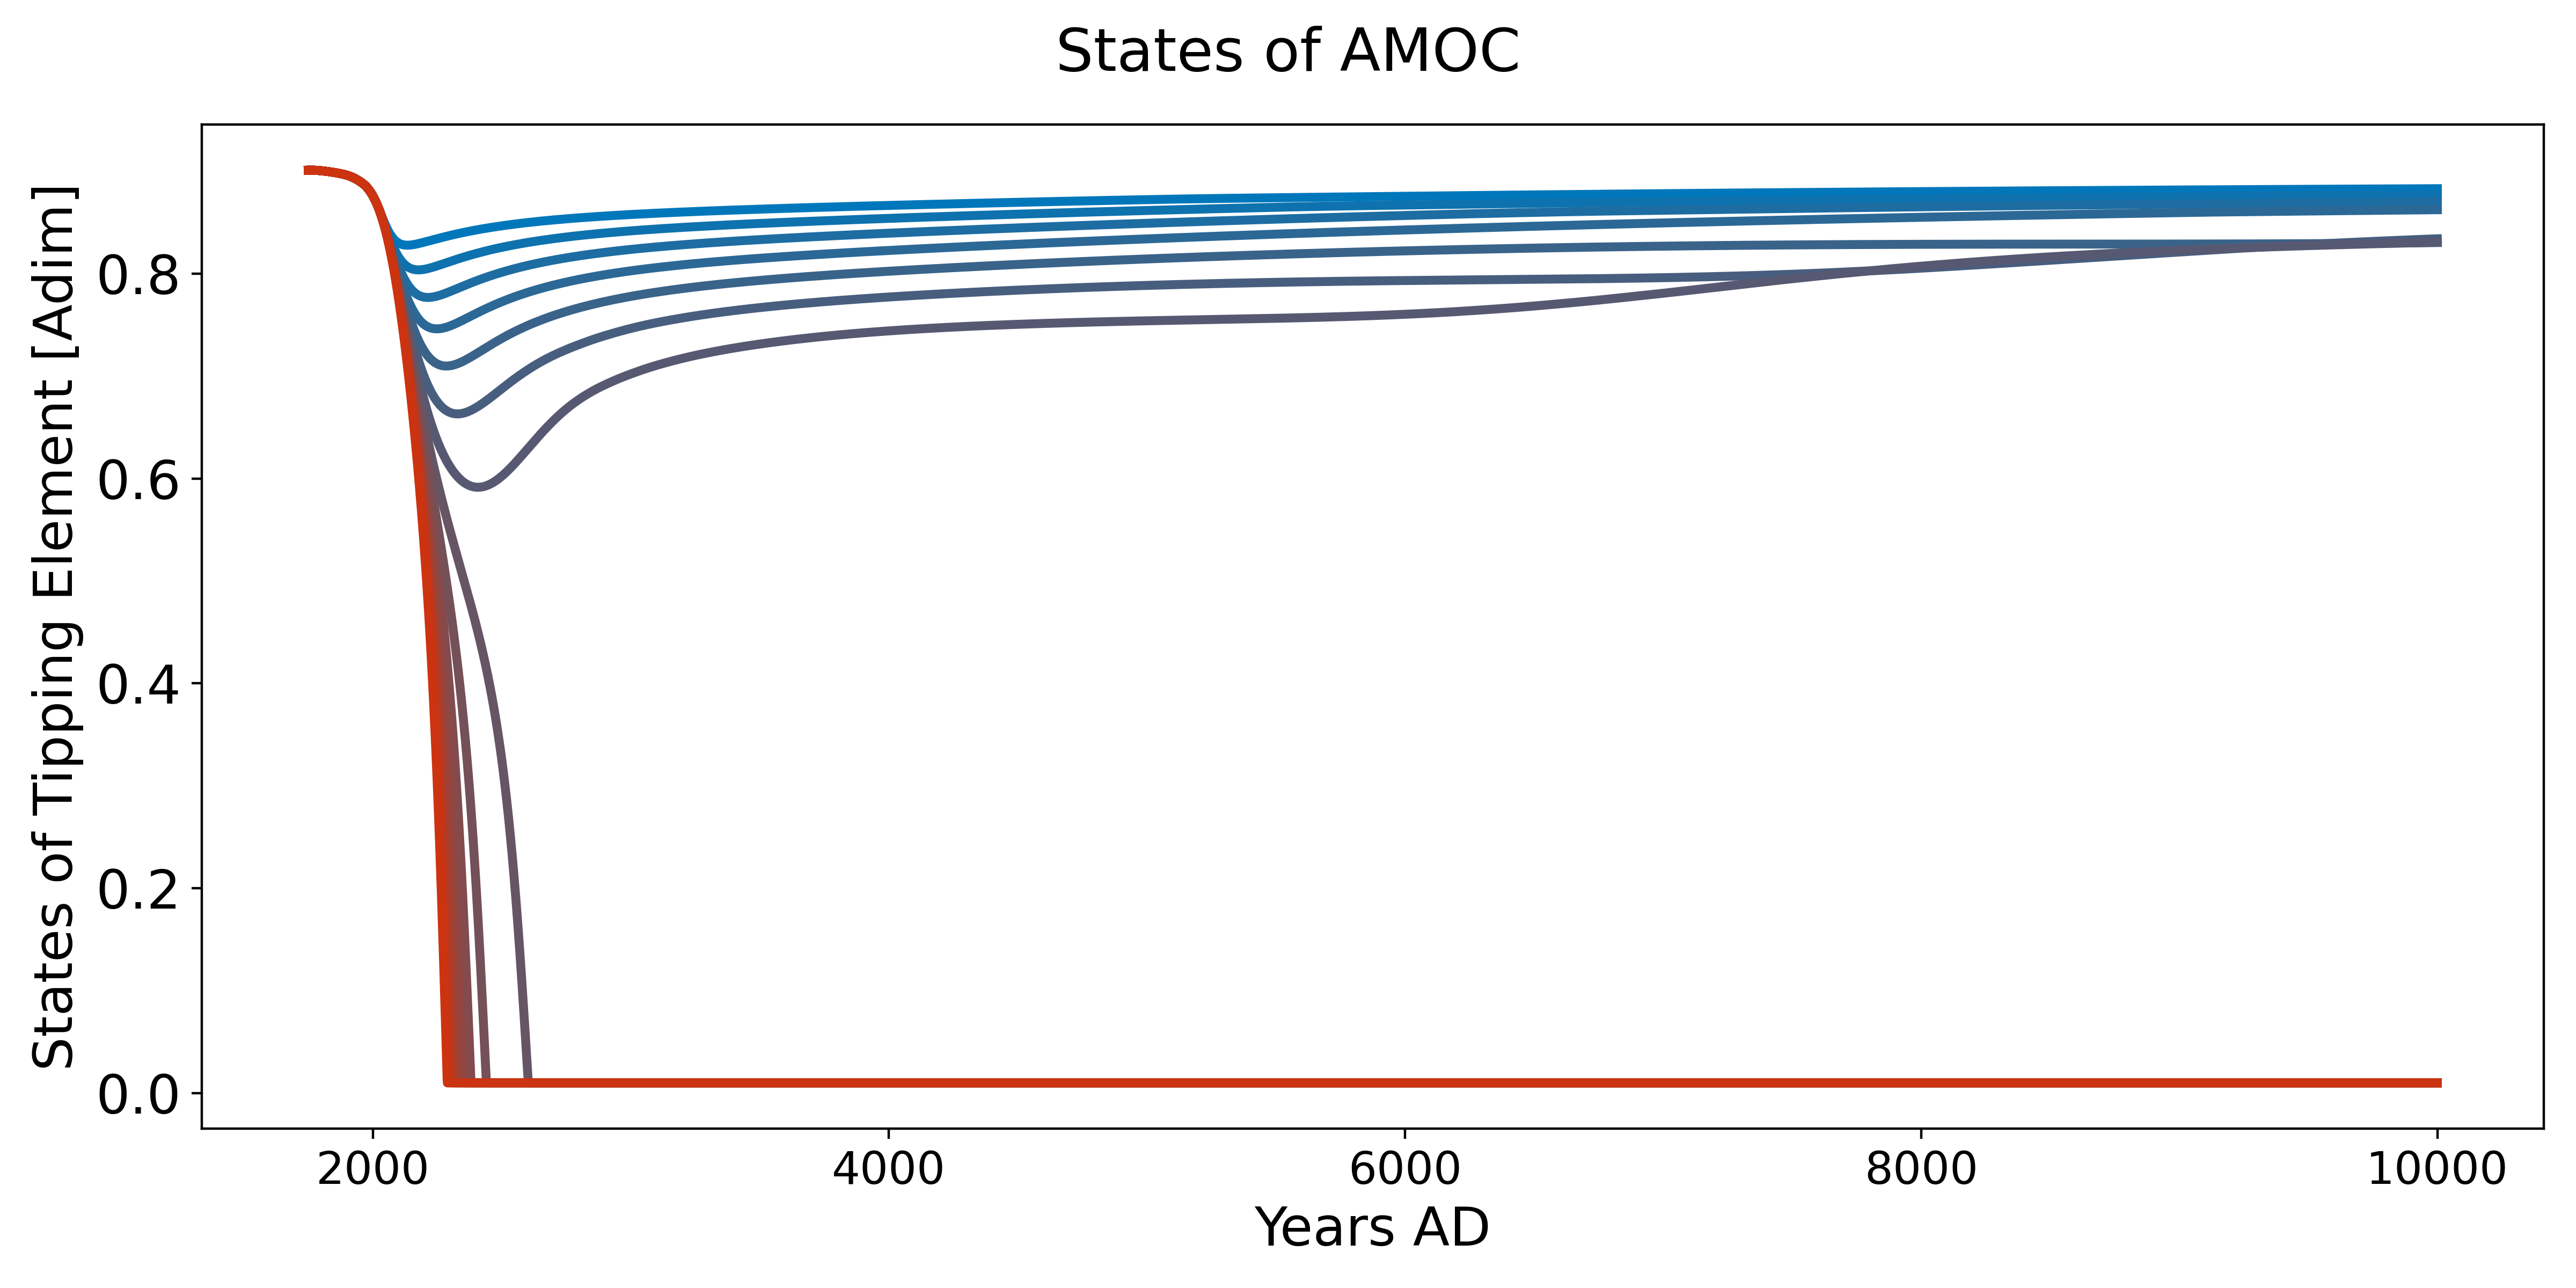 States of AMOC
States of Tipping Element [Adim]
0.8
0.6
0.4
0.2
0.0
2000 4000 6000 8000 10000
Years AD